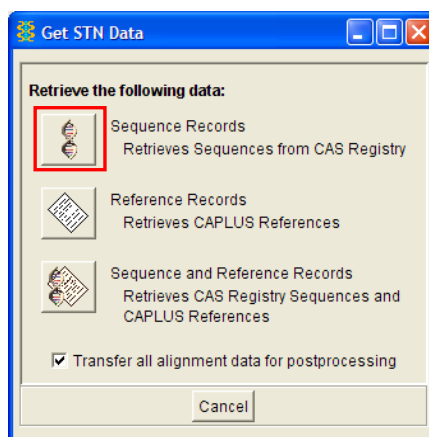 Get STN Data
Retrieve the following data:
Sequence Records
Retrieves Sequences from CAS Registry
Reference Records
Retrieves CAPLUS References
Sequence and Reference Records
Retrieves CAS Registry Sequences and
CAPLUS References
Transfer all alignment data for postprocessing
Cancel